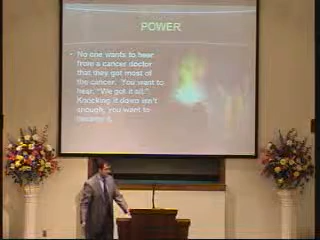 POWER
• No one wants to hear
from a cancer doctor
that they got most of
the cancer. You want to
hear, "We got it all."
Knocking it down isn't
enough, you want to
destroy it.